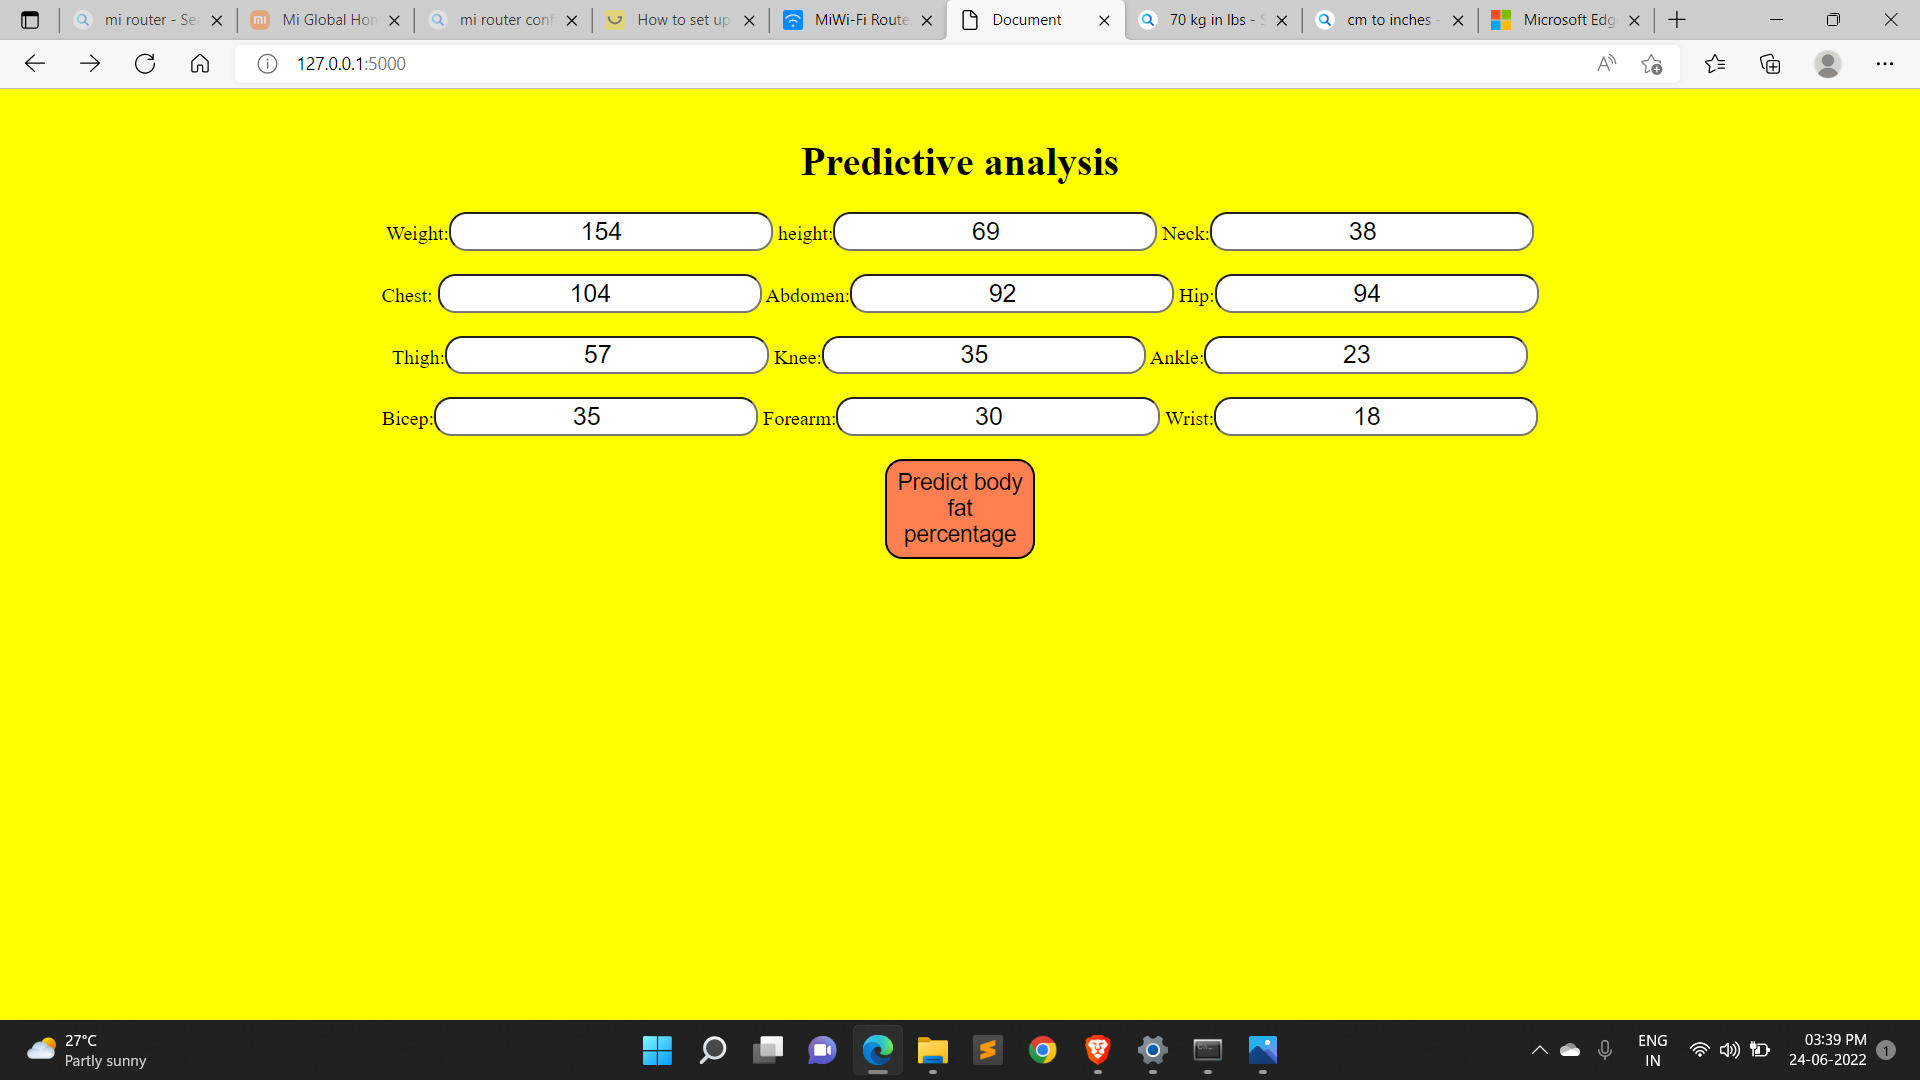 mi router - Se
Mi Global Hon
mi router conf
How to set up
MiWi-Fi Route
Document
70 kg in lbs - S
cm to inches -
Microsoft Edg
127.0.0.1:5000
Predictive analysis
Weight: 154 height: 69 Neck: 38
Chest: 104 Abdomen: 92 Hip: 94
Thigh: 57 Knee: 35 Ankle: 23
Bicep: 35 Forearm: 30 Wrist: 18
Predict body
fat
percentage
27°C
Partly sunny
ENG
IN
03:39 PM
24-06-2022
1